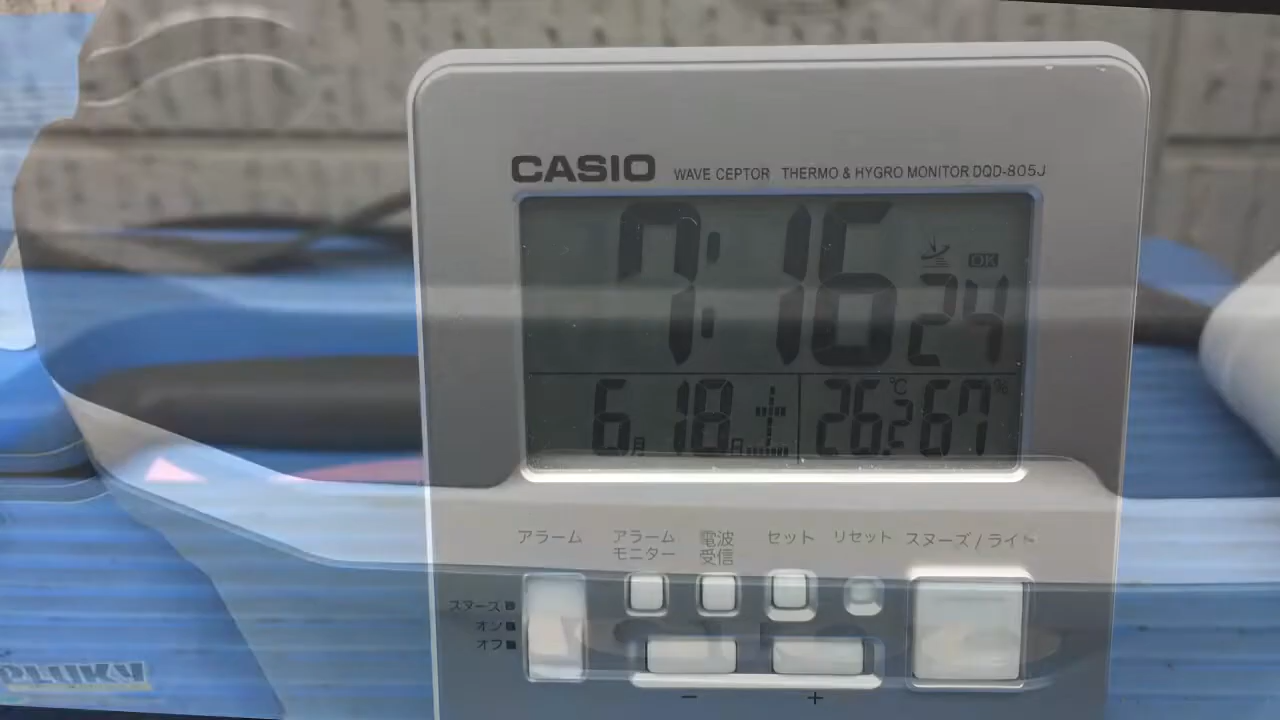 CASIO WAVE CEPTOR THERMO & HYGRO MONITOR DQD-805J
7:16 24
OK
6月18日 土 26.2℃ 67%
アラーム アラームモニター 電波受信 セット リセット スヌーズ / ライト
スヌーズ
オン
オフ
− +